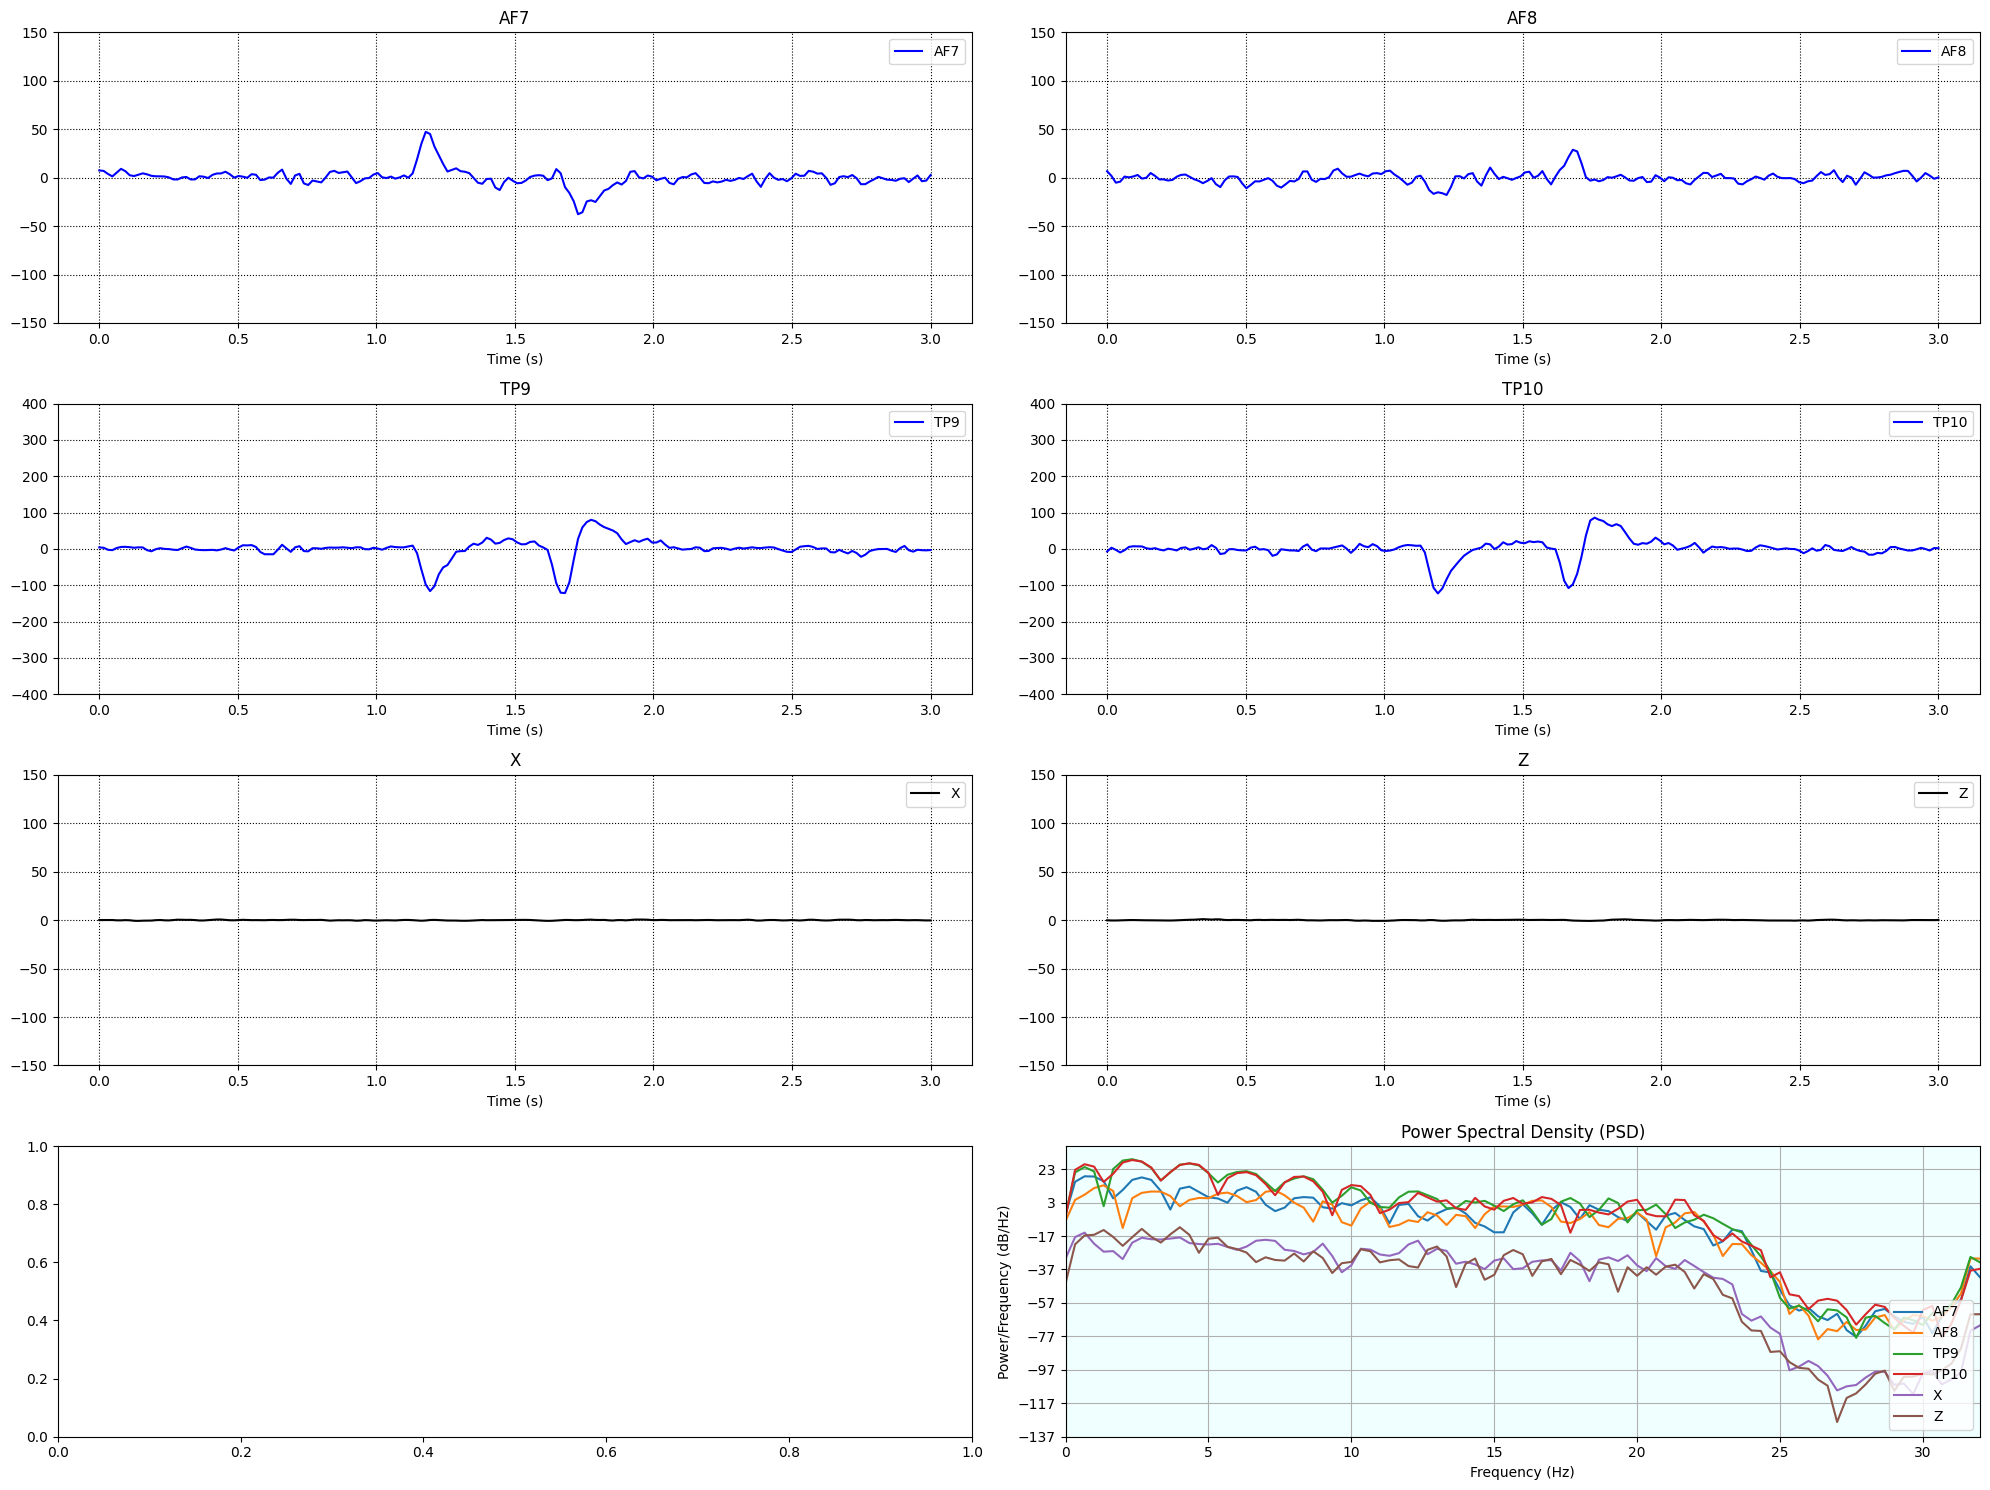 AF7
AF7
150
100
50
0
−50
−100
−150
0.0 0.5 1.0 1.5 2.0 2.5 3.0
Time (s)
AF8
AF8
150
100
50
0
−50
−100
−150
0.0 0.5 1.0 1.5 2.0 2.5 3.0
Time (s)
TP9
TP9
400
300
200
100
0
−100
−200
−300
−400
0.0 0.5 1.0 1.5 2.0 2.5 3.0
Time (s)
TP10
TP10
400
300
200
100
0
−100
−200
−300
−400
0.0 0.5 1.0 1.5 2.0 2.5 3.0
Time (s)
X
X
150
100
50
0
−50
−100
−150
0.0 0.5 1.0 1.5 2.0 2.5 3.0
Time (s)
Z
Z
150
100
50
0
−50
−100
−150
0.0 0.5 1.0 1.5 2.0 2.5 3.0
Time (s)
1.0
0.8
0.6
0.4
0.2
0.0
0.0 0.2 0.4 0.6 0.8 1.0
Power Spectral Density (PSD)
Power/Frequency (dB/Hz)
23
3
−17
−37
−57
−77
−97
−117
−137
AF7
AF8
TP9
TP10
X
Z
0 5 10 15 20 25 30
Frequency (Hz)